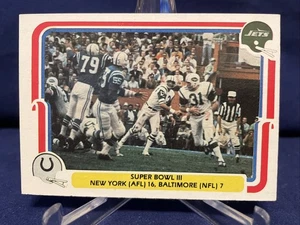 JETS
79
31
SUPER BOWL III
NEW YORK (AFL) 16, BALTIMORE (NFL) 7